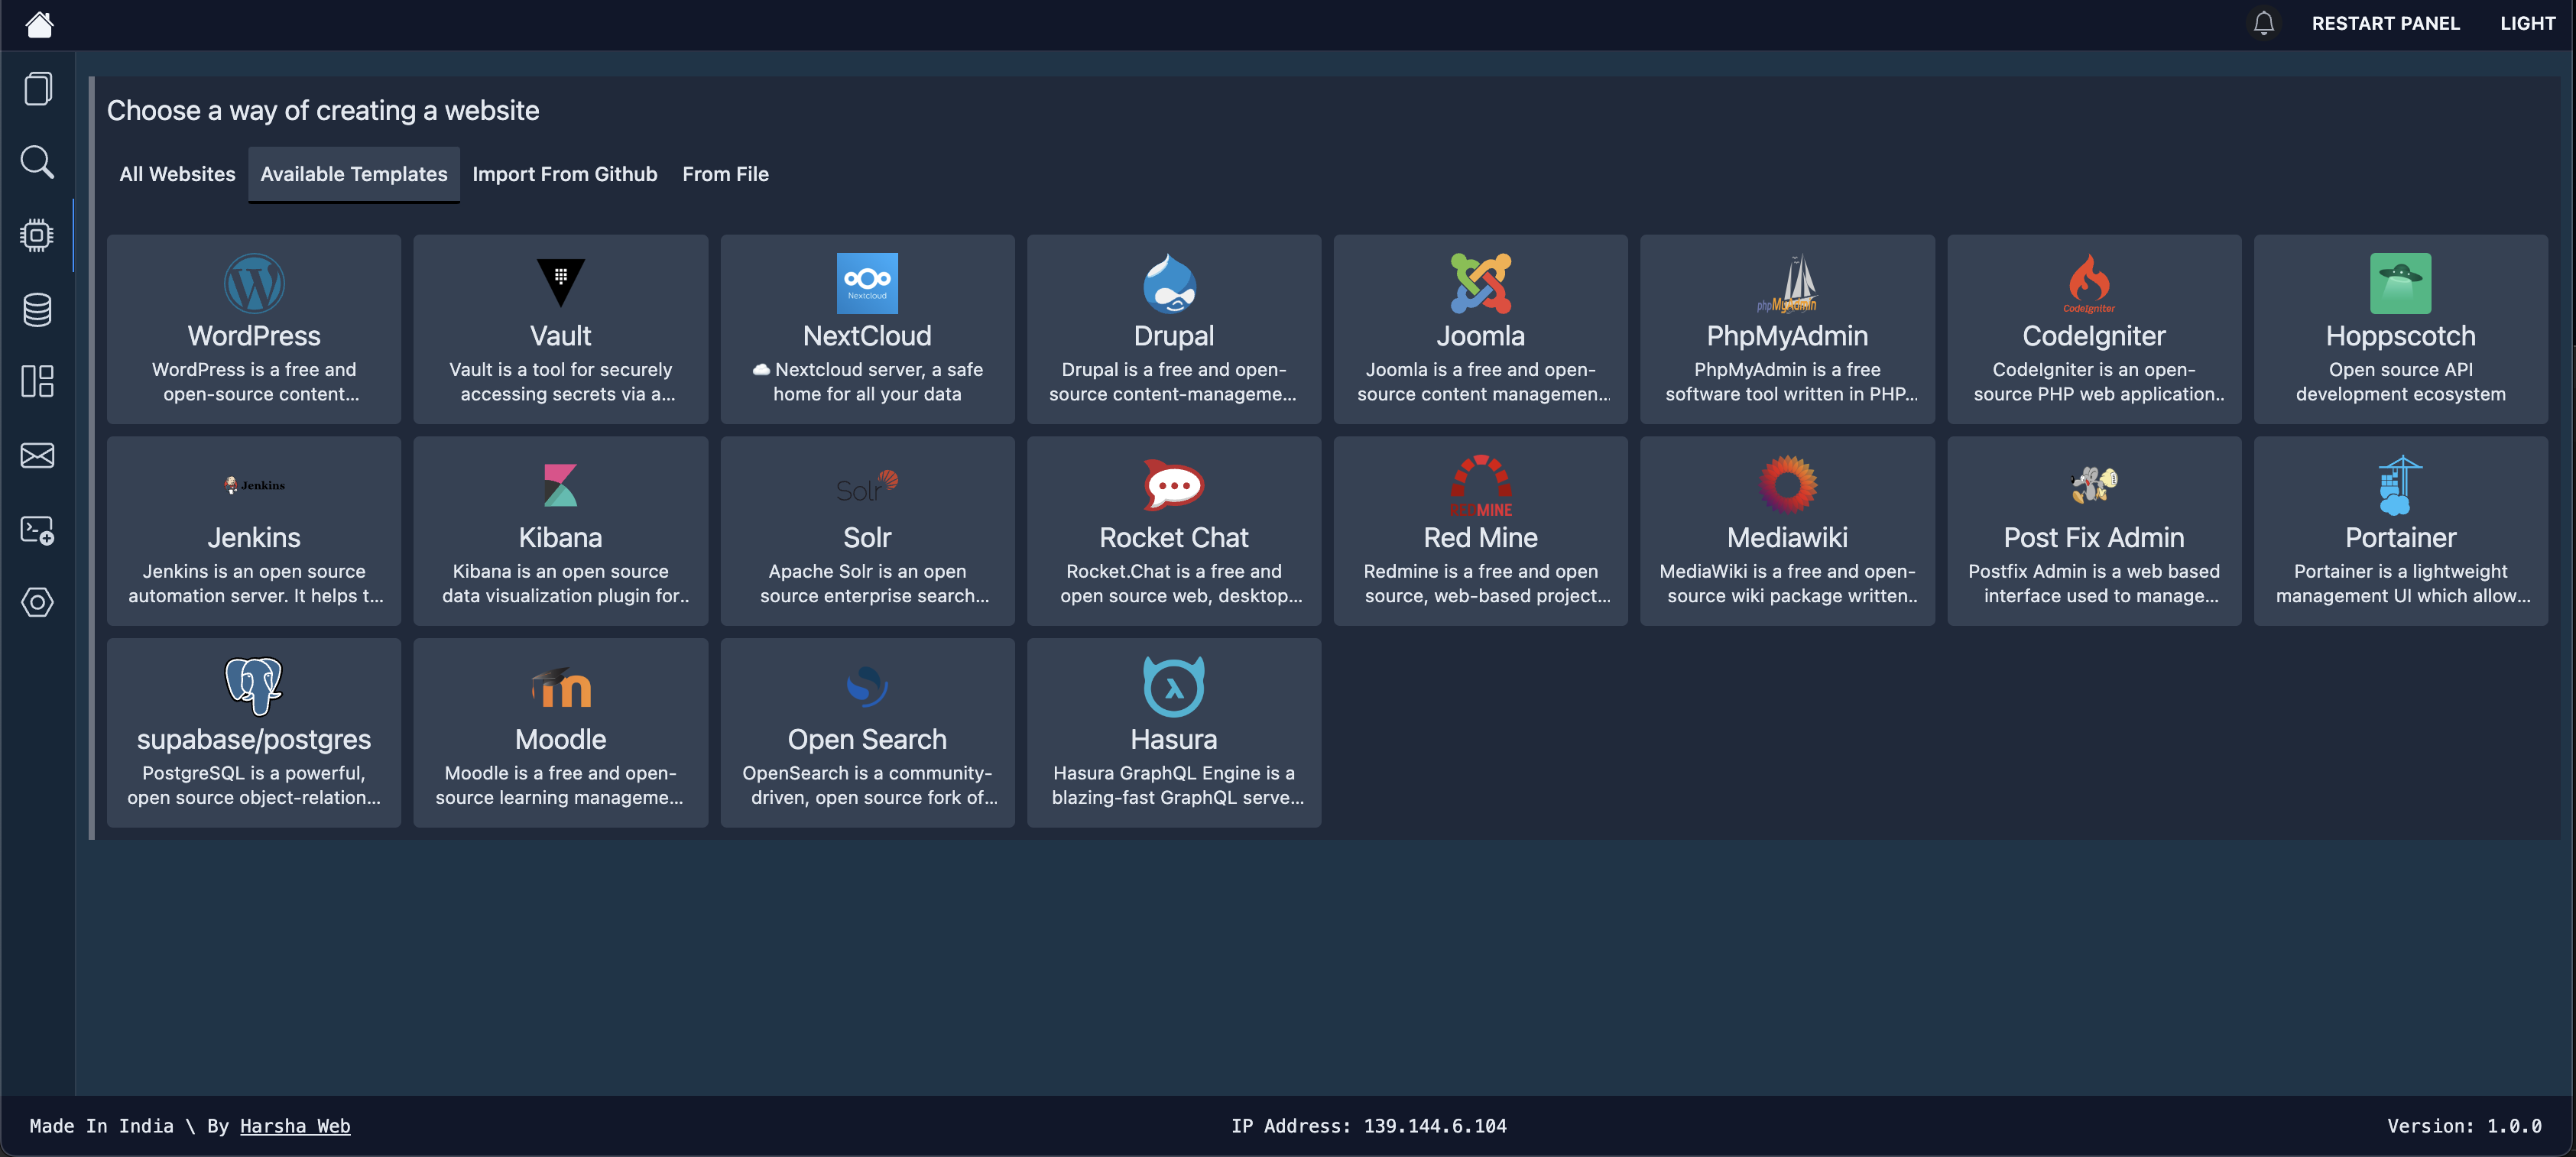 RESTART PANEL LIGHT
Choose a way of creating a website
All Websites Available Templates Import From Github From File
Nextcloud
phpMyAdmin
CodeIgniter
WordPress
WordPress is a free and
open-source content...
Vault
Vault is a tool for securely
accessing secrets via a...
NextCloud
☁️ Nextcloud server, a safe
home for all your data
Drupal
Drupal is a free and open-
source content-manageme...
Joomla
Joomla is a free and open-
source content managemen...
PhpMyAdmin
PhpMyAdmin is a free
software tool written in PHP...
CodeIgniter
CodeIgniter is an open-
source PHP web application..
Hoppscotch
Open source API
development ecosystem
Jenkins
Jenkins
Jenkins is an open source
automation server. It helps t...
Kibana
Kibana is an open source
data visualization plugin for..
Solr
Solr
Apache Solr is an open
source enterprise search...
Rocket Chat
Rocket.Chat is a free and
open source web, desktop...
REDMINE
Red Mine
Redmine is a free and open
source, web-based project...
Mediawiki
MediaWiki is a free and open-
source wiki package written..
Post Fix Admin
Postfix Admin is a web based
interface used to manage...
Portainer
Portainer is a lightweight
management UI which allow...
supabase/postgres
PostgreSQL is a powerful,
open source object-relation...
Moodle
Moodle is a free and open-
source learning manageme...
Open Search
OpenSearch is a community-
driven, open source fork of...
Hasura
Hasura GraphQL Engine is a
blazing-fast GraphQL serve...
Made In India \ By Harsha Web
IP Address: 139.144.6.104
Version: 1.0.0